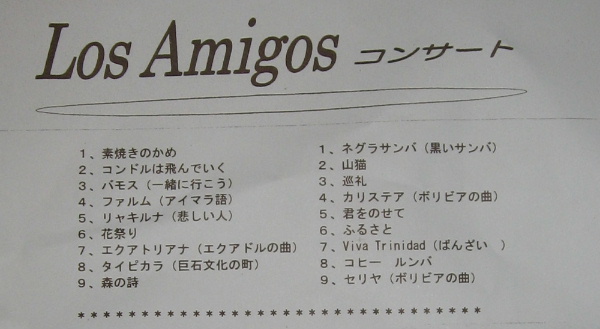 Los Amigos コンサート
1、素焼きのかめ
2、コンドルは飛んでいく
3、バモス（一緒に行こう）
4、ファルム（アイマラ語）
5、リャキルナ（悲しい人）
6、花祭り
7、エクアトリアナ（エクアドルの曲）
8、タイピカラ（巨石文化の町）
9、森の詩
1、ネグラサンバ（黒いサンバ）
2、山猫
3、巡礼
4、カリステア（ボリビアの曲）
5、君をのせて
6、ふるさと
7、Viva Trinidad（ばんざい　）
8、コヒー　ルンバ
9、セリヤ（ボリビアの曲）
＊＊＊＊＊＊＊＊＊＊＊＊＊＊＊＊＊＊＊＊＊＊＊＊＊＊